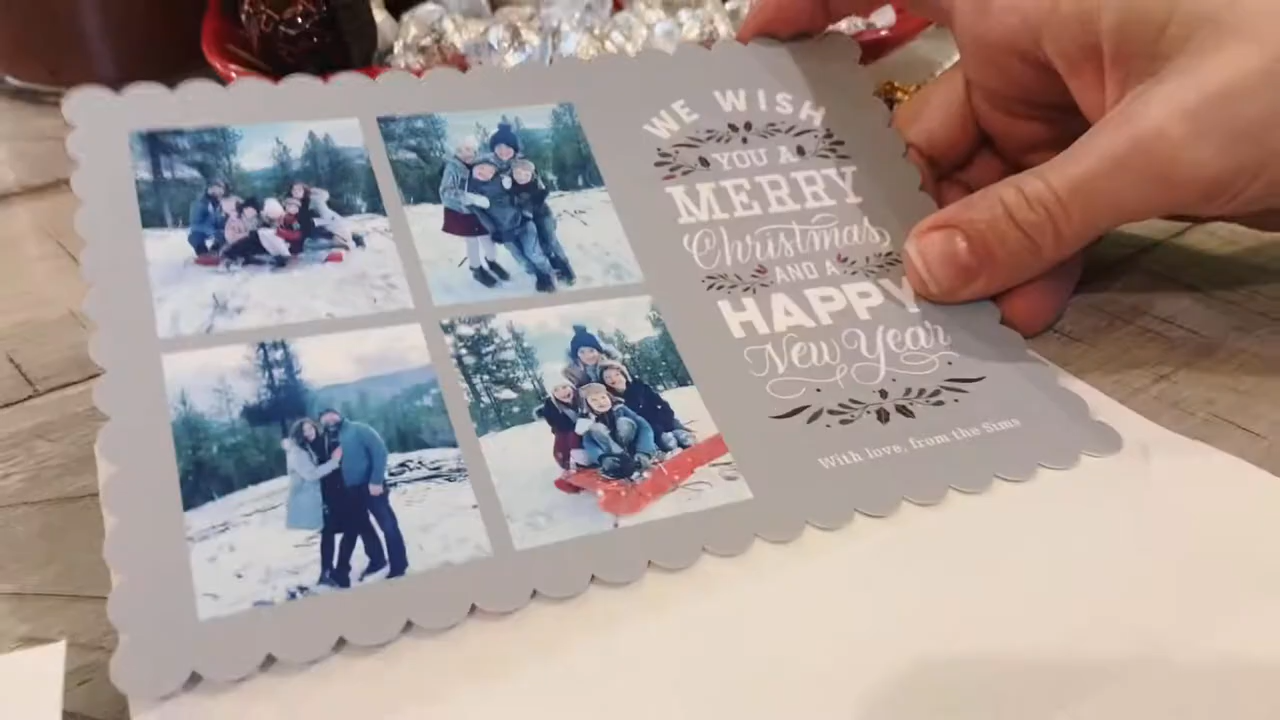 WE WISH
YOU A
MERRY
Christmas
AND A
HAPPY
New Year
With love, from the Sims